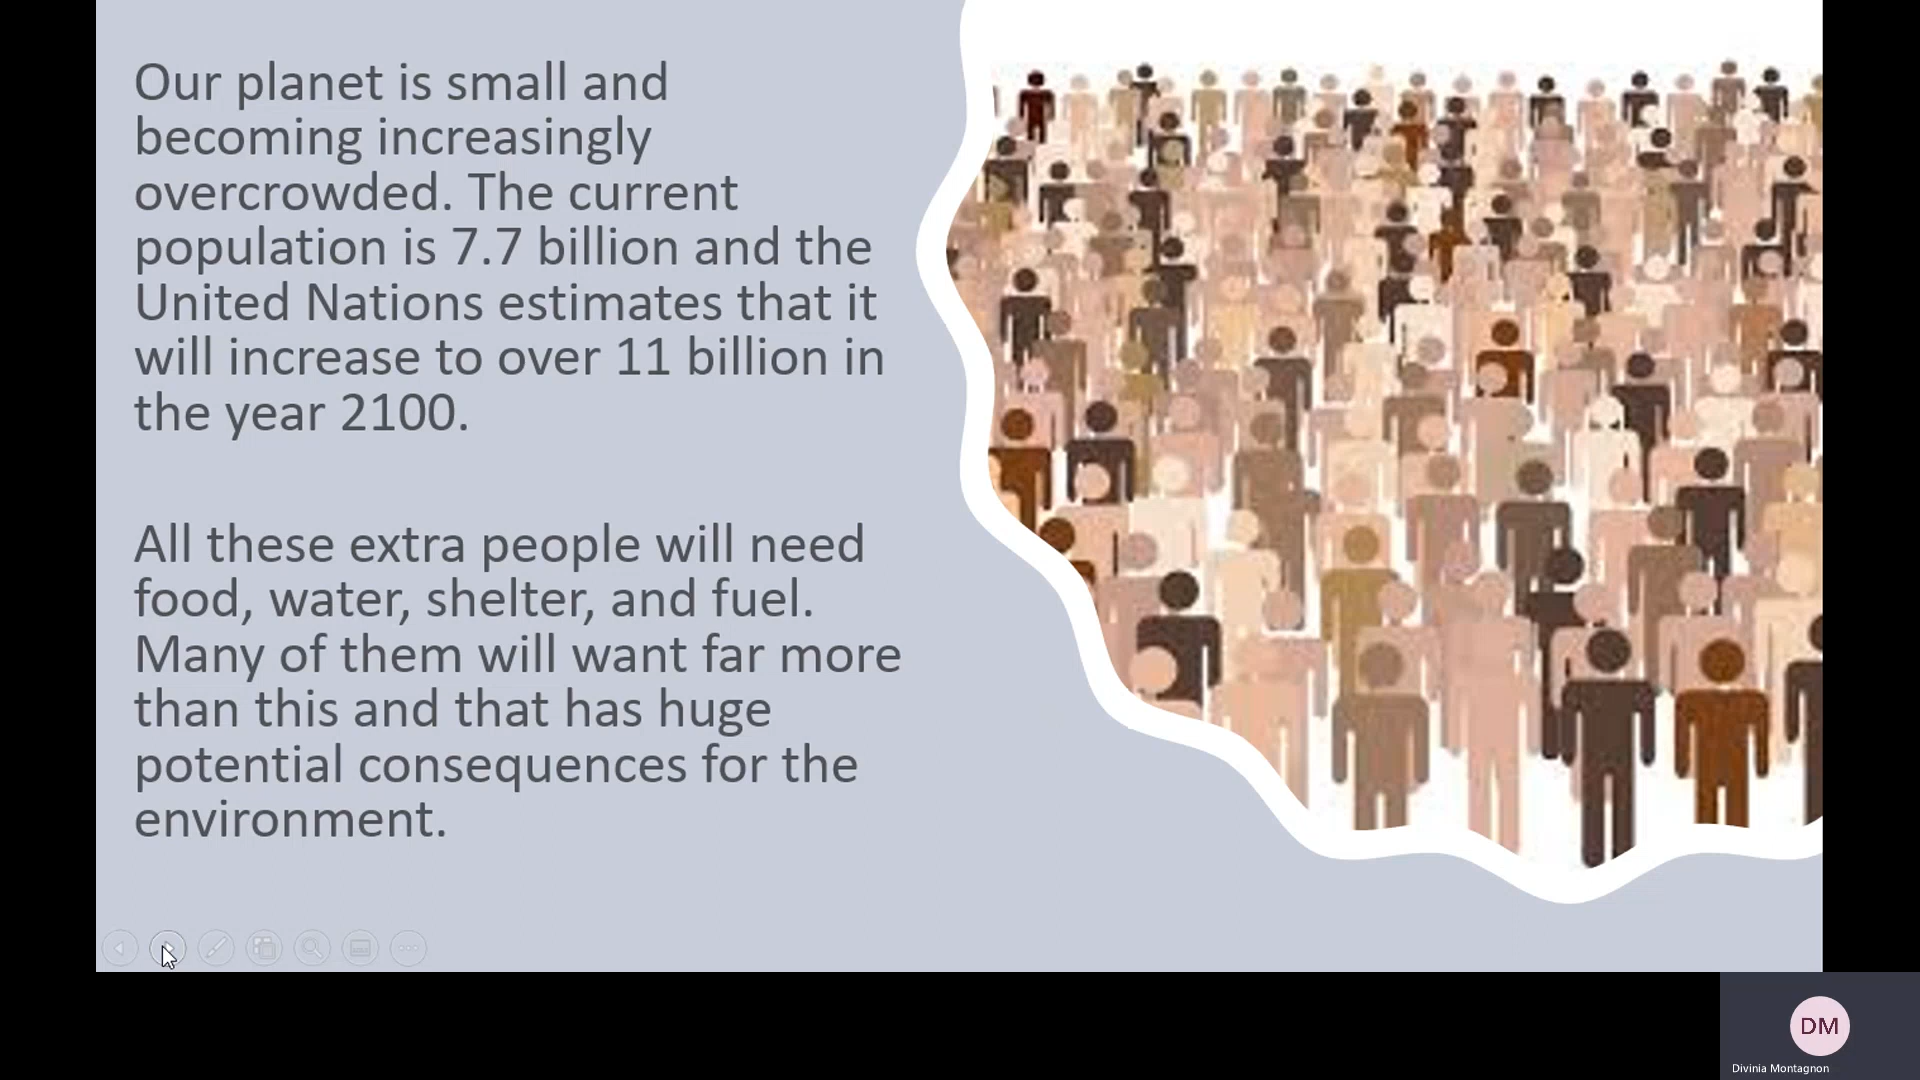 Our planet is small and
becoming increasingly
overcrowded. The current
population is 7.7 billion and the
United Nations estimates that it
will increase to over 11 billion in
the year 2100.
All these extra people will need
food, water, shelter, and fuel.
Many of them will want far more
than this and that has huge
potential consequences for the
environment.
DM
Divinia Montagnon